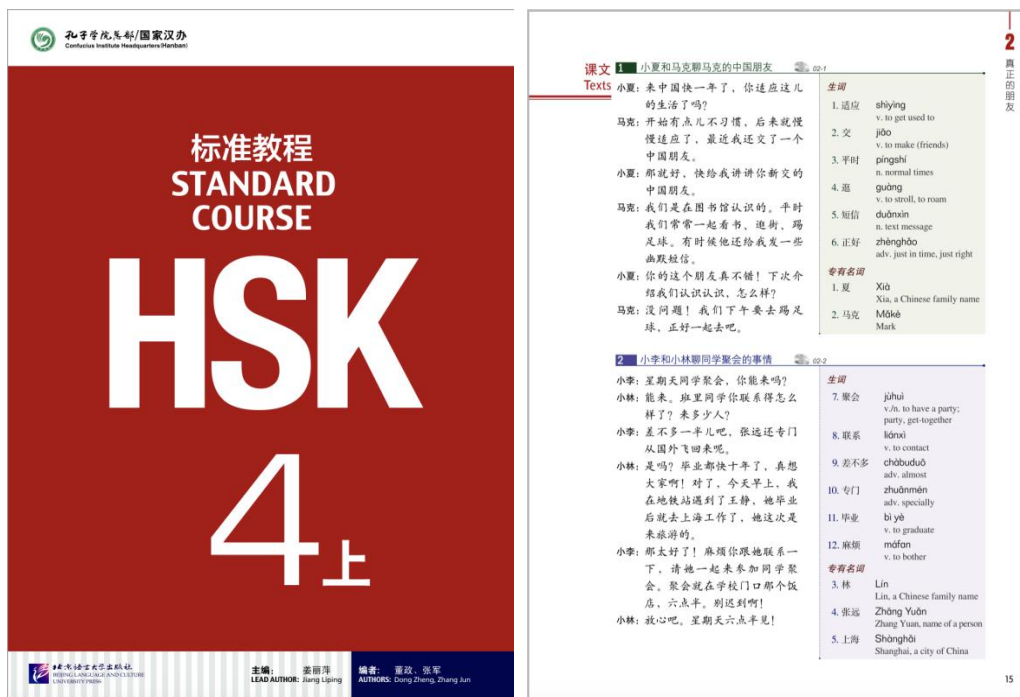 孔子学院总部/国家汉办
Confucius Institute Headquarters(Hanban)
标准教程
STANDARD
COURSE
HSK
4上
北京语言大学出版社
BEIJING LANGUAGE AND CULTURE
UNIVERSITY PRESS
主编： 姜丽萍
LEAD AUTHOR: Jiang Liping
编者： 董政、张军
AUTHORS: Dong Zheng, Zhang Jun
2
真正的朋友
课文
Texts
1 小夏和马克聊马克的中国朋友 02-1
小夏：来中国快一年了，你适应这儿
的生活了吗？
马克：开始有点儿不习惯，后来就慢
慢适应了，最近我还交了一个
中国朋友。
小夏：那就好，快给我讲讲你新交的
中国朋友。
马克：我们是在图书馆认识的。平时
我们常常一起看书、逛街、踢
足球。有时候他还给我发一些
幽默短信。
小夏：你的这个朋友真不错！下次介
绍我们认识认识，怎么样？
马克：没问题！我们下午要去踢足
球，正好一起去吧。
生词
1. 适应 shìyìng
v. to get used to
2. 交 jiāo
v. to make (friends)
3. 平时 píngshí
n. normal times
4. 逛 guàng
v. to stroll, to roam
5. 短信 duǎnxìn
n. text message
6. 正好 zhènghǎo
adv. just in time, just right
专有名词
1. 夏 Xià
Xia, a Chinese family name
2. 马克 Mǎkè
Mark
2 小李和小林聊同学聚会的事情 02-2
小李：星期天同学聚会，你能来吗？
小林：能来。班里同学你联系得怎么
样了？来多少人？
小李：差不多一半儿吧，张远还专门
从国外飞回来呢。
小林：是吗？毕业都快十年了，真想
大家啊！对了，今天早上，我
在地铁站遇到了王静，她毕业
后就去上海工作了，她这次是
来旅游的。
小李：那太好了！麻烦你跟她联系一
下，请她一起来参加同学聚
会。聚会就在学校门口那个饭
店，六点半。别迟到啊！
小林：放心吧。星期天六点半见！
生词
7. 聚会 jùhuì
v./n. to have a party;
party, get-together
8. 联系 liánxì
v. to contact
9. 差不多 chàbuduō
adv. almost
10. 专门 zhuānmén
adv. specially
11. 毕业 bì yè
v. to graduate
12. 麻烦 máfan
v. to bother
专有名词
3. 林 Lín
Lin, a Chinese family name
4. 张远 Zhāng Yuǎn
Zhang Yuan, name of a person
5. 上海 Shànghǎi
Shanghai, a city of China
15